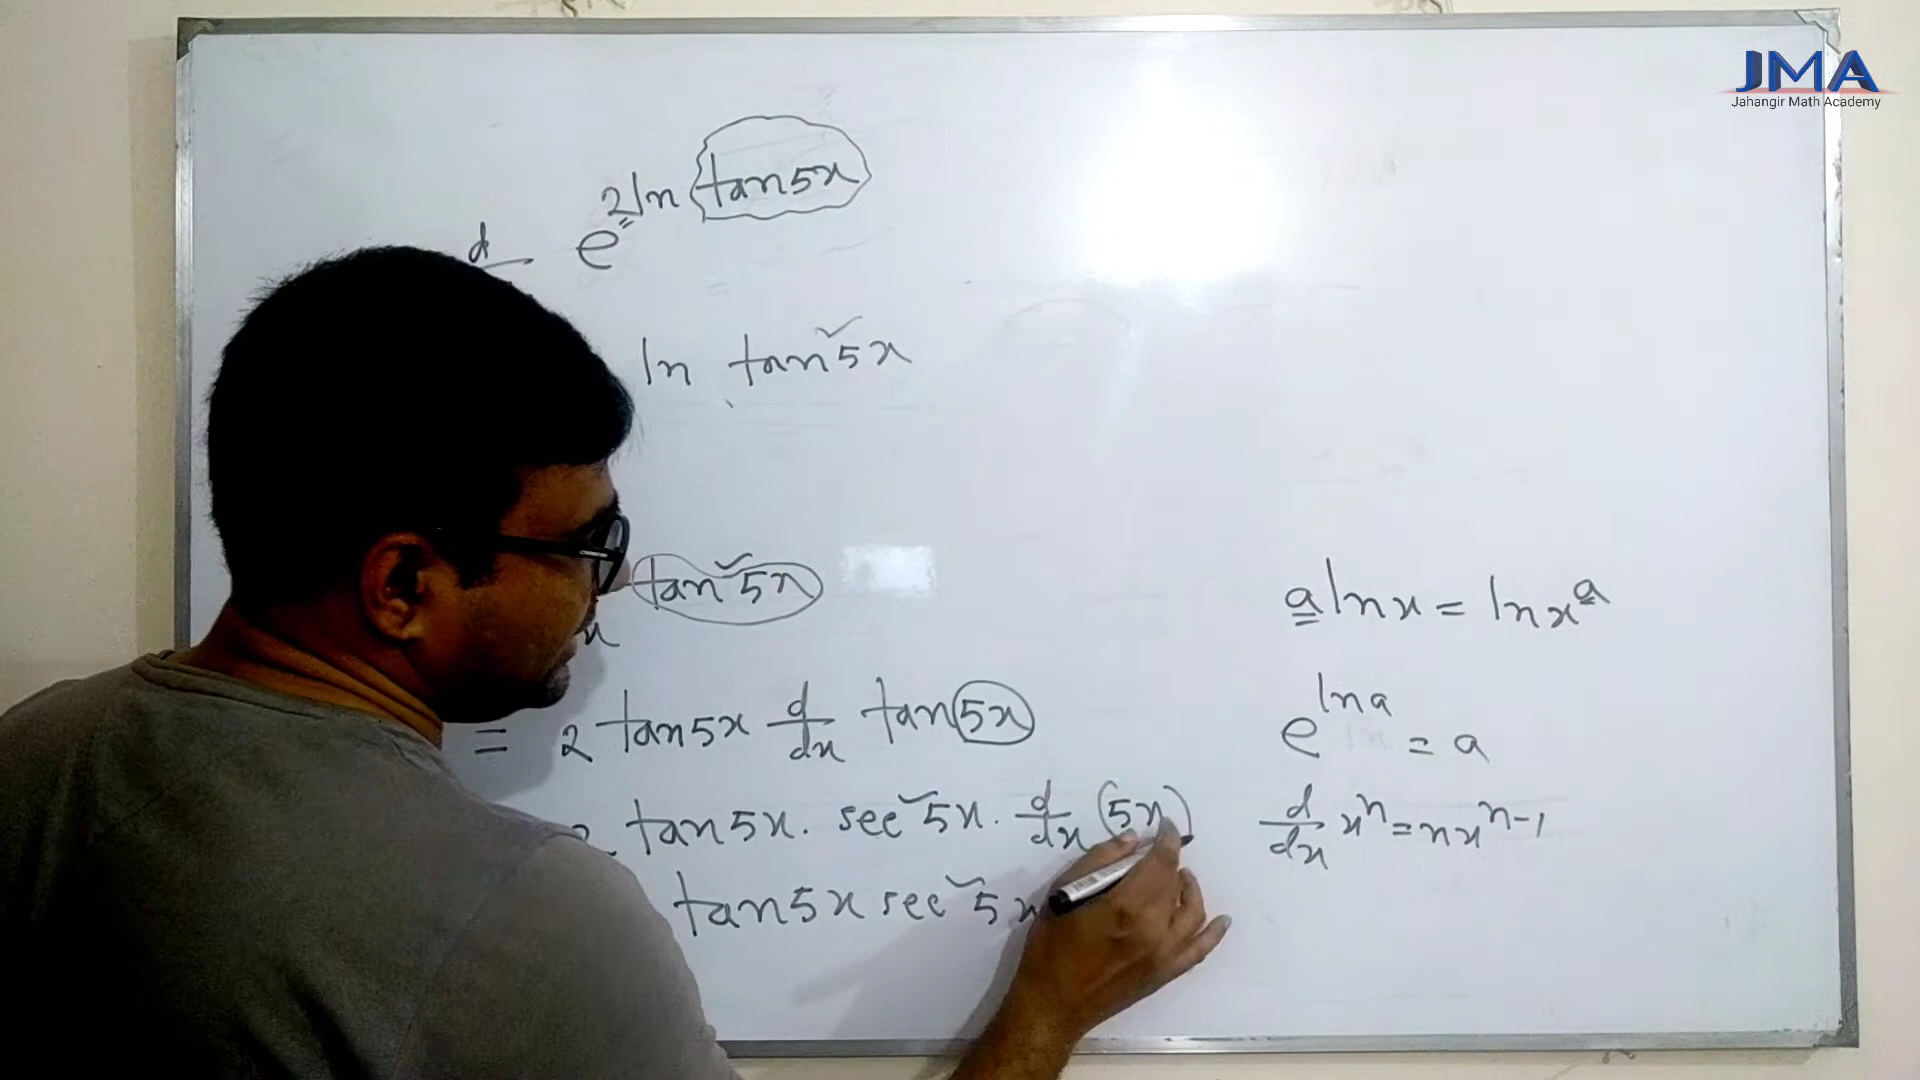 JMA
Jahangir Math Academy
d e^{2ln tan5x}
ln tan²5x
x tan²5x
= 2 tan5x d/dx tan(5x)
2 tan5x. sec²5x. d/dx (5x)
tan5x sec²5x
a ln x = ln x^a
e^{ln a} = a
d/dx x^n = nx^{n-1}